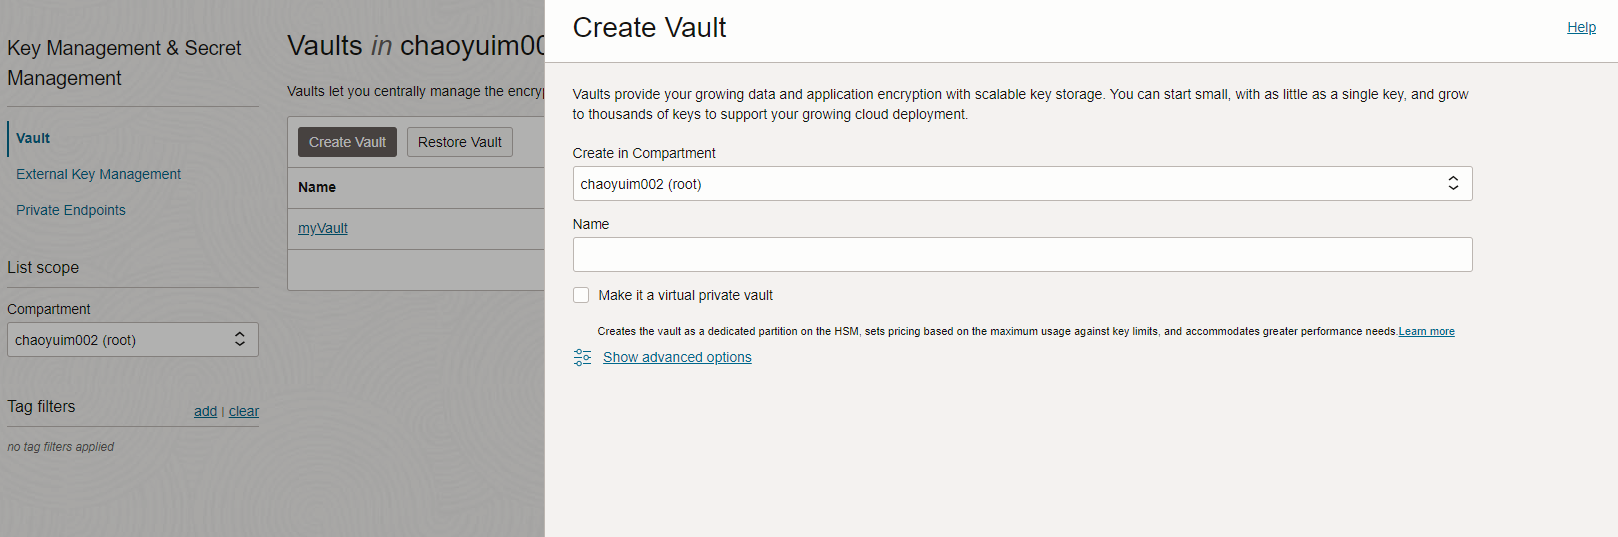 Key Management & Secret
Management
Vault
External Key Management
Private Endpoints
List scope
Compartment
chaoyuim002 (root)
Tag filters
add | clear
no tag filters applied
Vaults in chaoyuim00
Vaults let you centrally manage the encry
Create Vault
Restore Vault
Name
myVault
Create Vault
Help
Vaults provide your growing data and application encryption with scalable key storage. You can start small, with as little as a single key, and grow
to thousands of keys to support your growing cloud deployment.
Create in Compartment
chaoyuim002 (root)
Name
Make it a virtual private vault
Creates the vault as a dedicated partition on the HSM, sets pricing based on the maximum usage against key limits, and accommodates greater performance needs.Learn more
Show advanced options